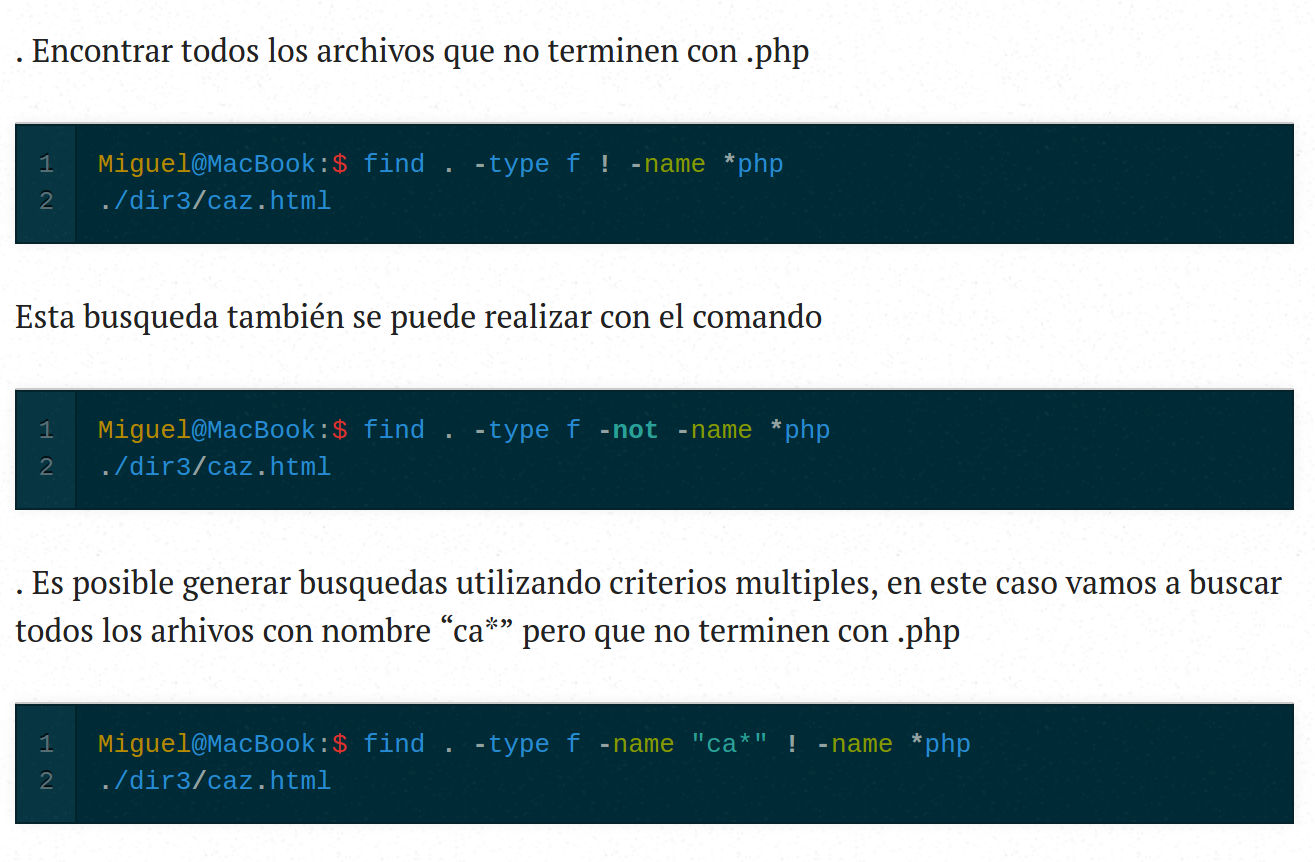 . Encontrar todos los archivos que no terminen con .php
1 Miguel@MacBook:$ find . -type f ! -name *php
2 ./dir3/caz.html
Esta busqueda también se puede realizar con el comando
1 Miguel@MacBook:$ find . -type f -not -name *php
2 ./dir3/caz.html
. Es posible generar busquedas utilizando criterios multiples, en este caso vamos a buscar
todos los arhivos con nombre “ca*” pero que no terminen con .php
1 Miguel@MacBook:$ find . -type f -name "ca*" ! -name *php
2 ./dir3/caz.html